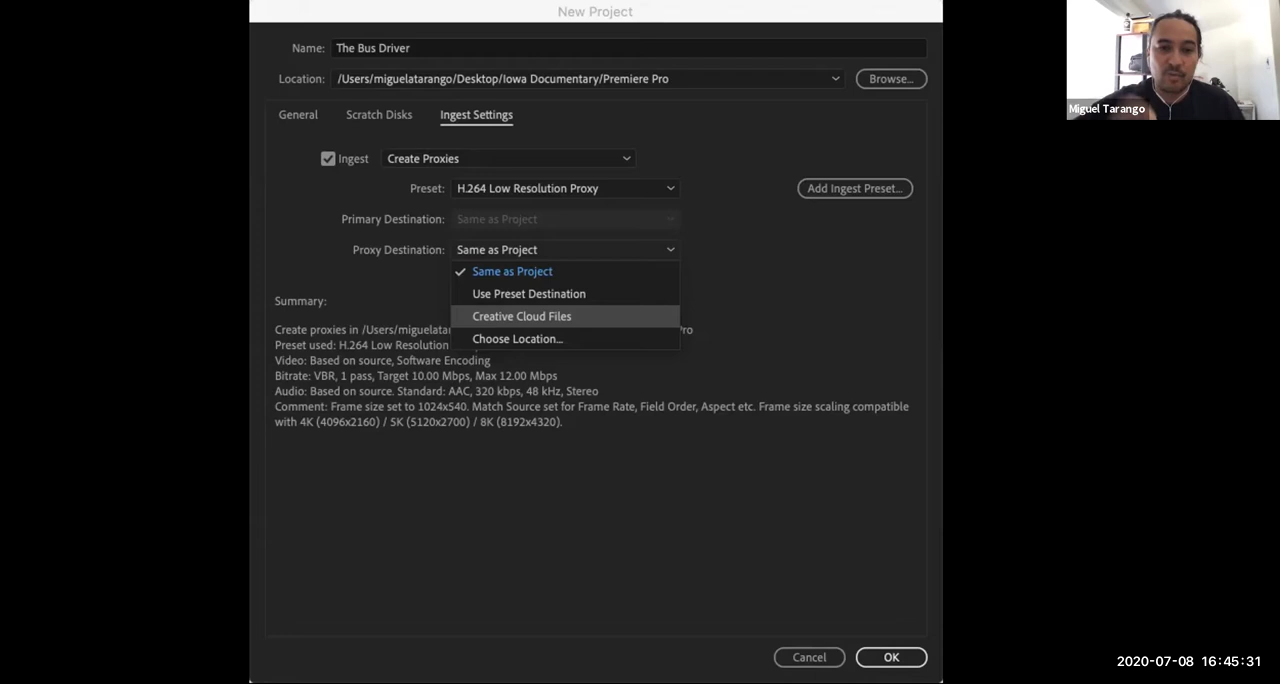 New Project
Name: The Bus Driver
Location: /Users/miguelatarango/Desktop/Iowa Documentary/Premiere Pro Browse...
General Scratch Disks Ingest Settings
Ingest Create Proxies
Preset: H.264 Low Resolution Proxy Add Ingest Preset...
Primary Destination: Same as Project
Proxy Destination: Same as Project
Same as Project
Use Preset Destination
Summary:
Creative Cloud Files
Create proxies in /Users/miguelatar ro
Choose Location...
Preset used: H.264 Low Resolution
Video: Based on source, Software Encoding
Bitrate: VBR, 1 pass, Target 10.00 Mbps, Max 12.00 Mbps
Audio: Based on source. Standard: AAC, 320 kbps, 48 kHz, Stereo
Comment: Frame size set to 1024x540. Match Source set for Frame Rate, Field Order, Aspect etc. Frame size scaling compatible
with 4K (4096x2160) / 5K (5120x2700) / 8K (8192x4320).
Cancel OK
Miguel Tarango
2020-07-08 16:45:31